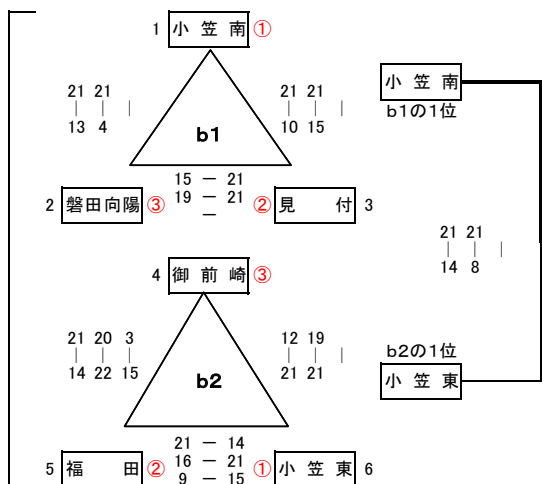 1 小笠南 ①
21 21
| | |
13 4
21 21
| | |
10 15
b1
15 － 21
19 － 21
－
2 磐田向陽 ③
② 見付 3
4 御前崎 ③
21 20 3
| | |
14 22 15
12 19
| | |
21 21
b2
21 － 14
16 － 21
9 － 15
5 福田 ②
① 小笠東 6
小笠南
b1の1位
21 21
| | |
14 8
b2の1位
小笠東